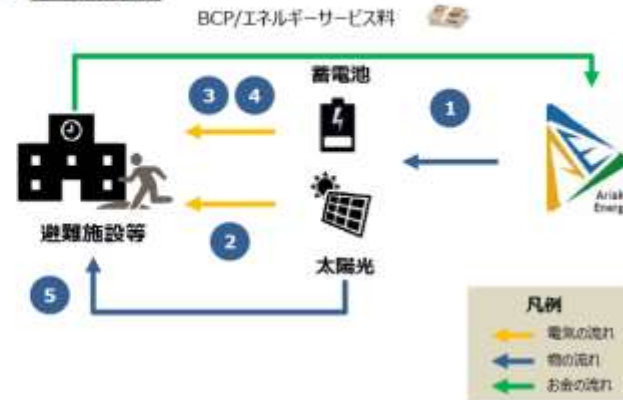 BCP/エネルギーサービス料
蓄電池
3 4
1
避難施設等
2
太陽光
5
凡例
電気の流れ
物の流れ
お金の流れ